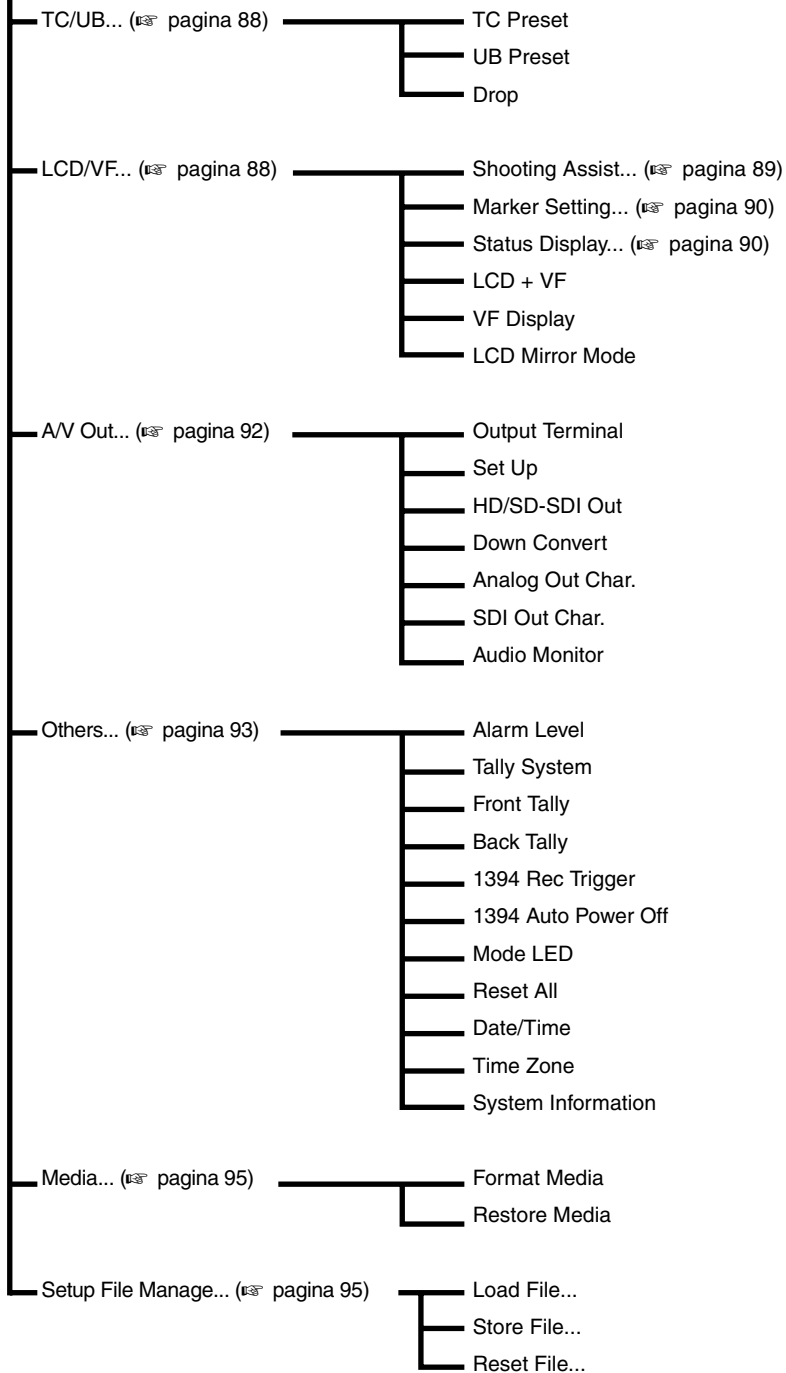 TC/UB... (☞ pagina 88)
TC Preset
UB Preset
Drop
LCD/VF... (☞ pagina 88)
Shooting Assist... (☞ pagina 89)
Marker Setting... (☞ pagina 90)
Status Display... (☞ pagina 90)
LCD + VF
VF Display
LCD Mirror Mode
A/V Out... (☞ pagina 92)
Output Terminal
Set Up
HD/SD-SDI Out
Down Convert
Analog Out Char.
SDI Out Char.
Audio Monitor
Others... (☞ pagina 93)
Alarm Level
Tally System
Front Tally
Back Tally
1394 Rec Trigger
1394 Auto Power Off
Mode LED
Reset All
Date/Time
Time Zone
System Information
Media... (☞ pagina 95)
Format Media
Restore Media
Setup File Manage... (☞ pagina 95)
Load File...
Store File...
Reset File...